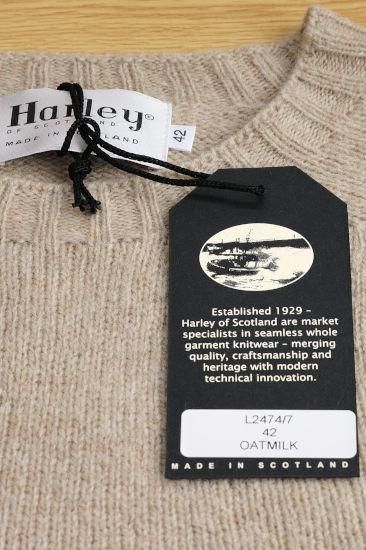 Harley®
OF SCOTLAND
MADE IN SCOTLAND
42
Established 1929 –
Harley of Scotland are market
specialists in seamless whole
garment knitwear – merging
quality, craftsmanship and
heritage with modern
technical innovation.
L2474/7
42
OATMILK
MADE IN SCOTLAND